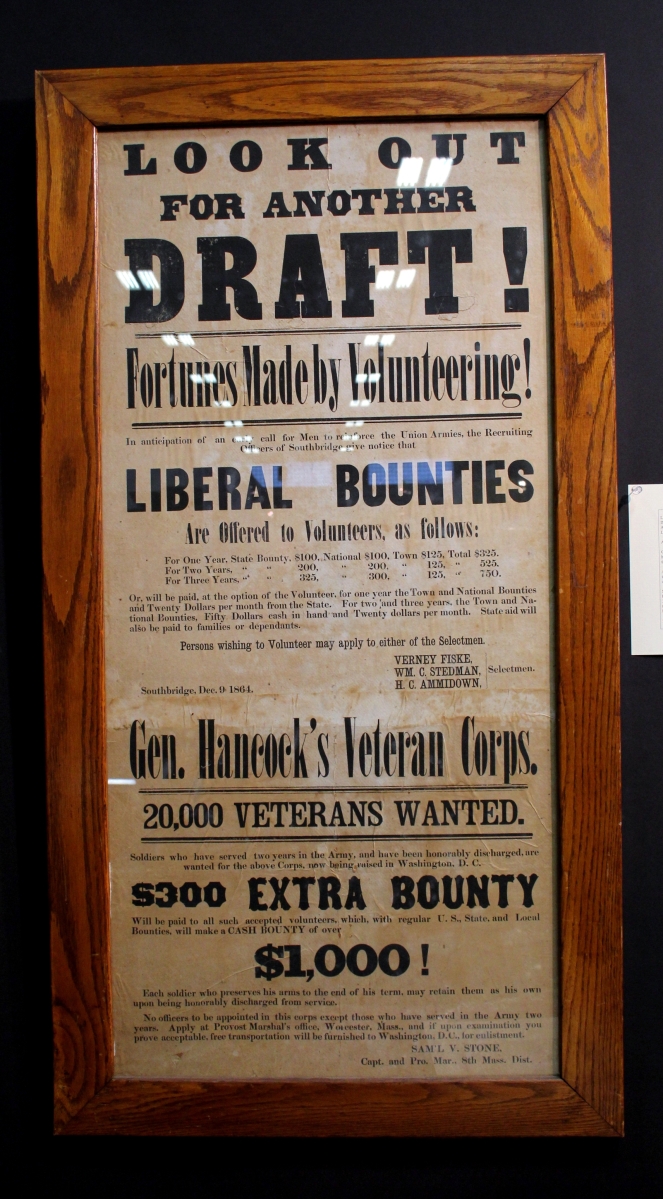 LOOK OUT
FOR ANOTHER
DRAFT!
Fortunes Made by Volunteering!
In anticipation of an early call for Men to reinforce the Union Armies, the Recruiting
Officers of Southbridge give notice that
LIBERAL BOUNTIES
Are Offered to Volunteers, as follows:
For One Year, State Bounty, $100, National $100, Town $125, Total $325.
For Two Years, " " 200, " 200, " 125, " 525.
For Three Years, " " 325, " 300, " 125, " 750.
Or, will be paid, at the option of the Volunteer, for one year the Town and National Bounties
and Twenty Dollars per month from the State. For two and three years, the Town and Na-
tional Bounties, Fifty Dollars cash in hand and Twenty dollars per month. State aid will
also be paid to families or dependants.
Persons wishing to Volunteer may apply to either of the Selectmen.
VERNEY FISKE,
WM. C. STEDMAN, Selectmen.
H. C. AMMIDOWN,
Southbridge, Dec. 9 1864.
Gen. Hancock's Veteran Corps.
20,000 VETERANS WANTED.
Soldiers who have served two years in the Army, and have been honorably discharged, are
wanted for the above Corps, now being raised in Washington, D. C.
$300 EXTRA BOUNTY
Will be paid to all such accepted volunteers, which, with regular U. S., State, and Local
Bounties, will make a CASH BOUNTY of over
$1,000!
Each soldier who preserves his arms to the end of his term, may retain them as his own
upon being honorably discharged from service.
No officers to be appointed in this corps except those who have served in the Army two
years. Apply at Provost Marshal's office, Worcester, Mass., and if upon examination you
prove acceptable, free transportation will be furnished to Washington, D.C., for enlistment.
SAM'L V. STONE,
Capt. and Pro. Mar., 8th Mass. Dist.